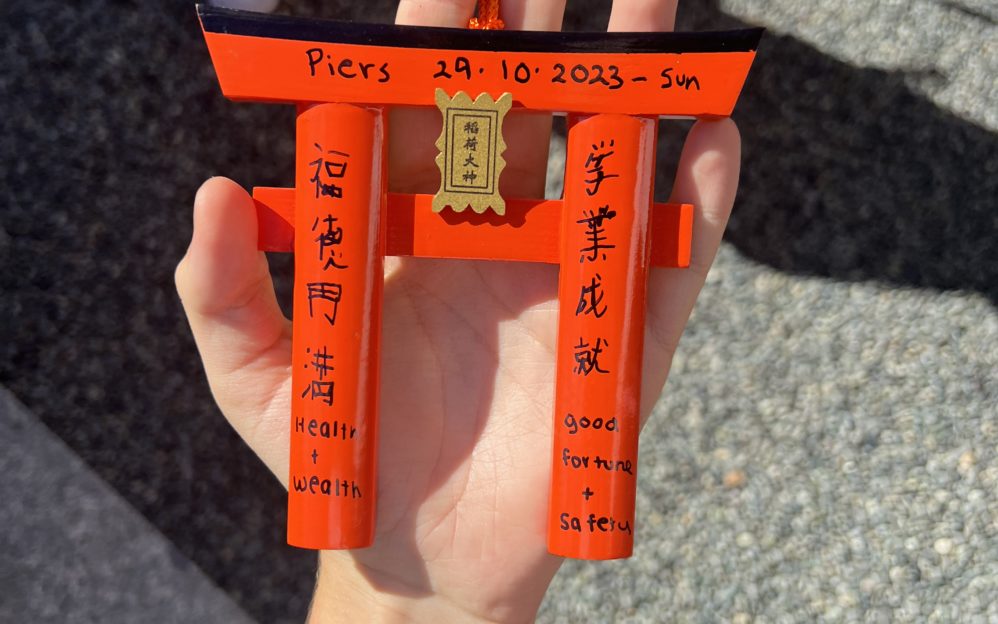 Piers 29.10.2023 - Sun
稲荷大神
福徳円満
Health
+
wealth
学業成就
good
fortune
+
Safety